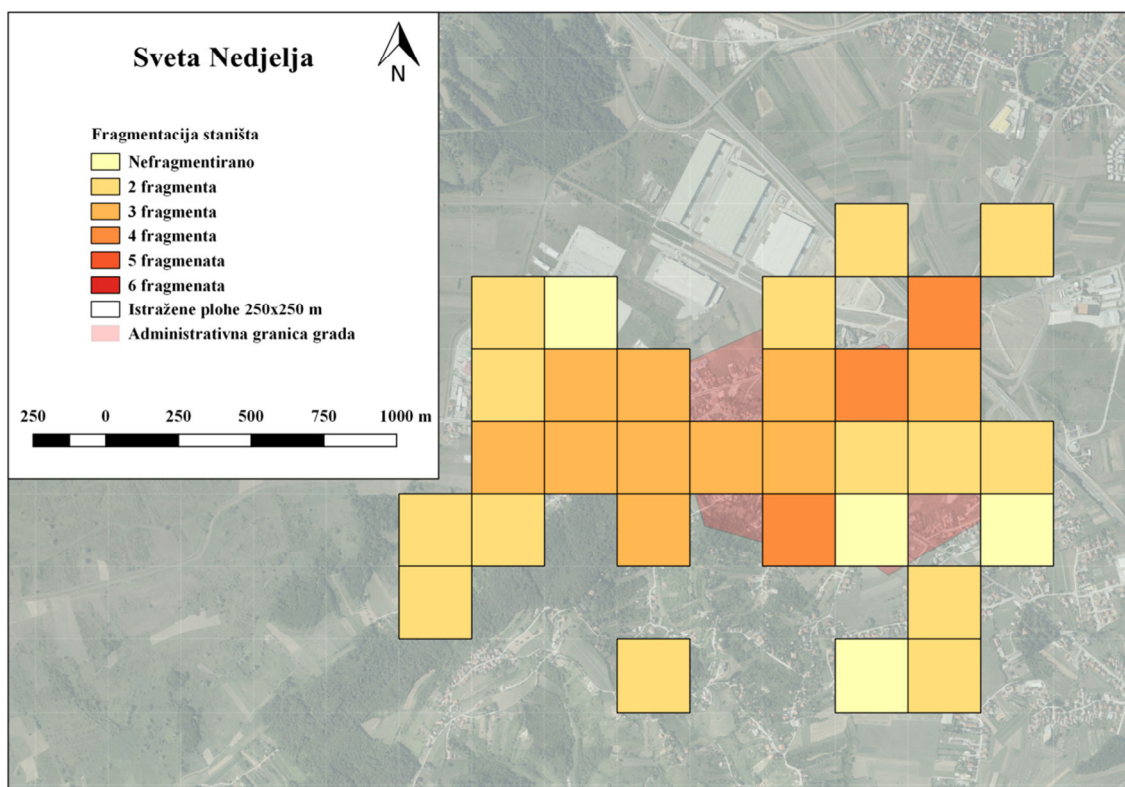 Sveta Nedjelja
N
Fragmentacija staništa
Nefragmentirano
2 fragmenta
3 fragmenta
4 fragmenta
5 fragmenata
6 fragmenata
Istražene plohe 250x250 m
Administrativna granica grada
250 0 250 500 750 1000 m